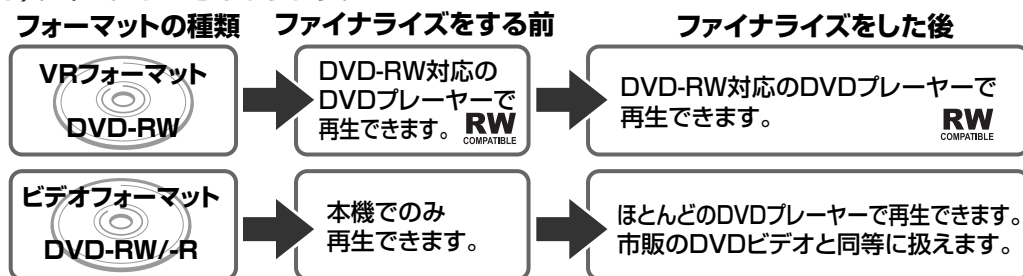 フォーマットの種類 ファイナライズをする前 ファイナライズをした後
VRフォーマット
DVD-RW
DVD-RW対応の
DVDプレーヤーで
再生できます。 RW
COMPATIBLE
DVD-RW対応のDVDプレーヤーで
再生できます。 RW
COMPATIBLE
ビデオフォーマット
DVD-RW/-R
本機でのみ
再生できます。
ほとんどのDVDプレーヤーで再生できます。
市販のDVDビデオと同等に扱えます。